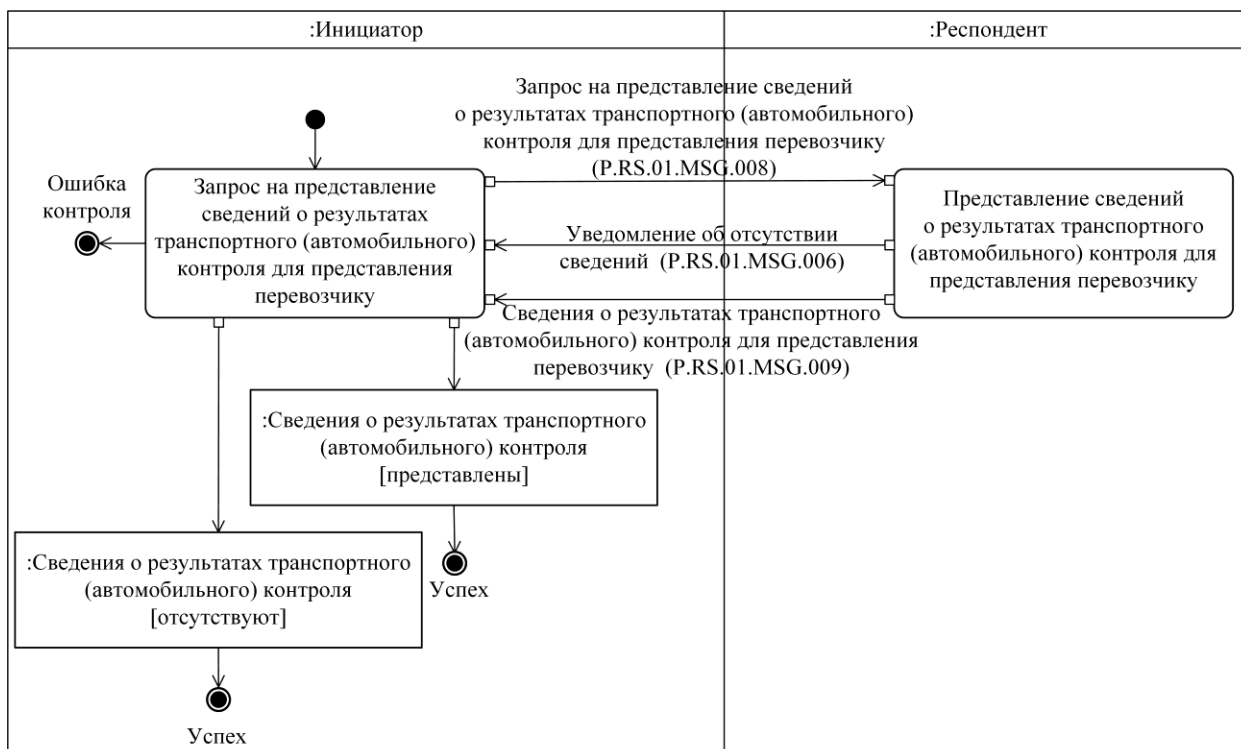 :Инициатор
:Респондент
Запрос на представление сведений
о результатах транспортного (автомобильного)
контроля для представления перевозчику
(P.RS.01.MSG.008)
Ошибка
контроля
Запрос на представление
сведений о результатах
транспортного (автомобильного)
контроля для представления
перевозчику
Представление сведений
о результатах транспортного
(автомобильного) контроля для
представления перевозчику
Уведомление об отсутствии
сведений (P.RS.01.MSG.006)
Сведения о результатах транспортного
(автомобильного) контроля для представления
перевозчику (P.RS.01.MSG.009)
:Сведения о результатах транспортного
(автомобильного) контроля
[представлены]
Успех
:Сведения о результатах транспортного
(автомобильного) контроля
[отсутствуют]
Успех